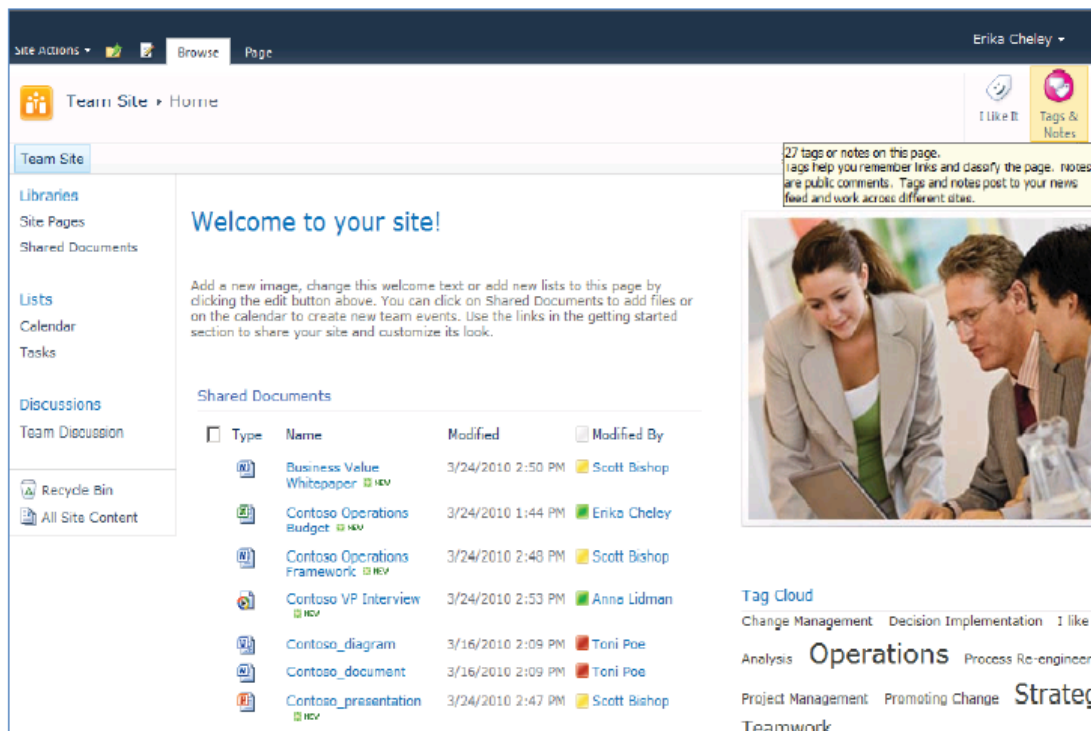 Erika Cheley
Site Actions
Browse
Page
Team Site
Home
I Like It
Tags &
Notes
Team Site
27 tags or notes on this page.
Tags help you remember links and classify the page. Notes
are public comments. Tags and notes post to your news
feed and work across different sites.
Libraries
Site Pages
Shared Documents
Lists
Calendar
Tasks
Discussions
Team Discussion
Recycle Bin
All Site Content
Welcome to your site!
Add a new image, change this welcome text or add new lists to this page by
clicking the edit button above. You can click on Shared Documents to add files or
on the calendar to create new team events. Use the links in the getting started
section to share your site and customize its look.
Shared Documents
Type Name Modified Modified By
Business Value 3/24/2010 2:50 PM Scott Bishop
Whitepaper NEW
Contoso Operations 3/24/2010 1:44 PM Erika Cheley
Budget NEW
Contoso Operations 3/24/2010 2:48 PM Scott Bishop
Framework NEW
Contoso VP Interview 3/24/2010 2:53 PM Anna Lidman
NEW
Contoso_diagram 3/16/2010 2:09 PM Toni Poe
Contoso_document 3/16/2010 2:09 PM Toni Poe
Contoso_presentation 3/24/2010 2:47 PM Scott Bishop
NEW
Tag Cloud
Change Management Decision Implementation I like
Analysis Operations Process Re-engineer
Project Management Promoting Change Strateg
Teamwork